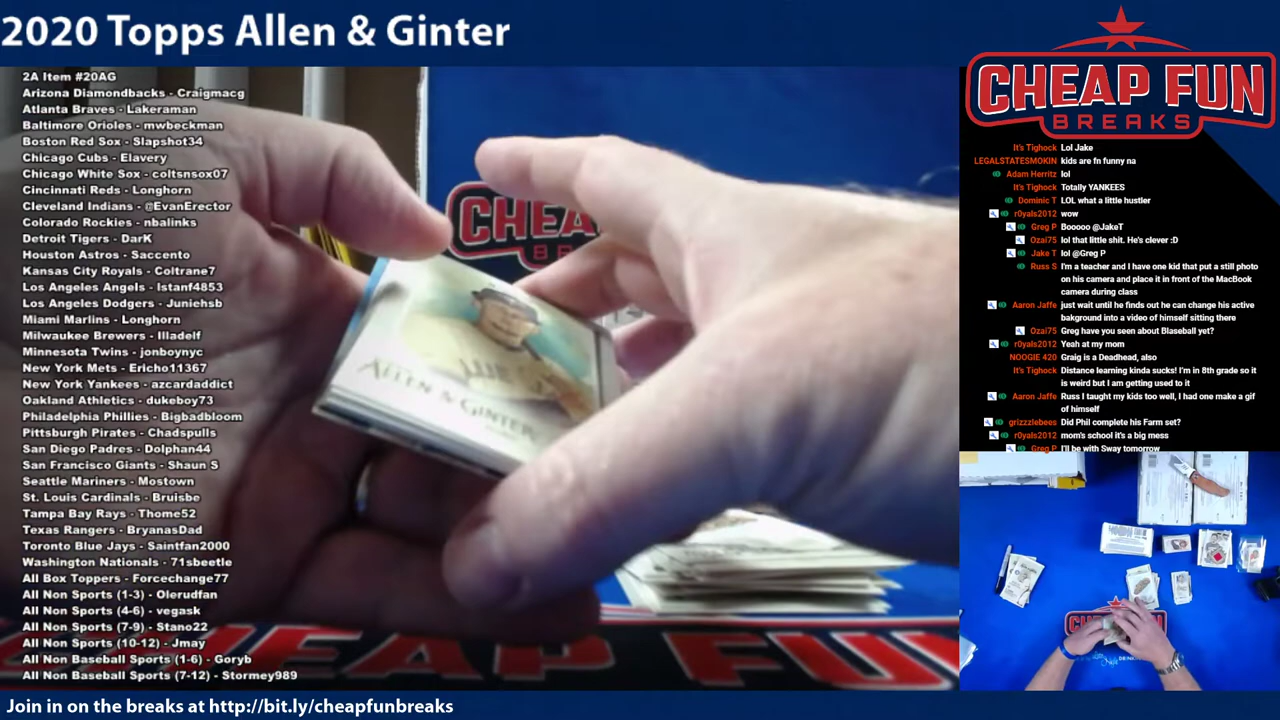 2020 Topps Allen & Ginter
2A Item #20AG
Arizona Diamondbacks - Craigmacg
Atlanta Braves - Lakeraman
Baltimore Orioles - mwbeckman
Boston Red Sox - Slapshot34
Chicago Cubs - Elavery
Chicago White Sox - coltsnsox07
Cincinnati Reds - Longhorn
Cleveland Indians - @EvanErector
Colorado Rockies - nbalinks
Detroit Tigers - DarK
Houston Astros - Saccento
Kansas City Royals - Coltrane7
Los Angeles Angels - lstanf4853
Los Angeles Dodgers - Juniehsb
Miami Marlins - Longhorn
Milwaukee Brewers - Illadelf
Minnesota Twins - jonboynyc
New York Mets - Ericho11367
New York Yankees - azcardaddict
Oakland Athletics - dukeboy73
Philadelphia Phillies - Bigbadbloom
Pittsburgh Pirates - Chadspulls
San Diego Padres - Dolphan44
San Francisco Giants - Shaun S
Seattle Mariners - Mostown
St. Louis Cardinals - Bruisbe
Tampa Bay Rays - Thome52
Texas Rangers - BryanasDad
Toronto Blue Jays - Saintfan2000
Washington Nationals - 71sbeetle
All Box Toppers - Forcechange77
All Non Sports (1-3) - Olerudfan
All Non Sports (4-6) - vegask
All Non Sports (7-9) - Stano22
All Non Sports (10-12) - Jmay
All Non Baseball Sports (1-6) - Goryb
All Non Baseball Sports (7-12) - Stormey989
CHEAP
ALLEN & GINTER
CHEAP FUN
CHEAP FUN
BREAKS
It's Tighock Lol Jake
LEGALSTATESMOKIN kids are fn funny na
Adam Herritz lol
It's Tighock Totally YANKEES
Dominic T LOL what a little hustler
r0yals2012 wow
Greg P Booooo @JakeT
Ozai75 lol that little shit. He's clever :D
Jake T lol @Greg P
Russ S I'm a teacher and I have one kid that put a still photo
on his camera and place it in front of the MacBook
camera during class
Aaron Jaffe just wait until he finds out he can change his active
bakground into a video of himself sitting there
Ozai75 Greg have you seen about Blaseball yet?
r0yals2012 Yeah at my mom
NOOGIE 420 Graig is a Deadhead, also
It's Tighock Distance learning kinda sucks! I'm in 8th grade so it
is weird but I am getting used to it
Aaron Jaffe Russ I taught my kids too well, I had one make a gif
of himself
grizzzlebees Did Phil complete his Farm set?
r0yals2012 mom's school it's a big mess
Greg P I'll be with Sway tomorrow
CHEAP FUN
Join in on the breaks at http://bit.ly/cheapfunbreaks